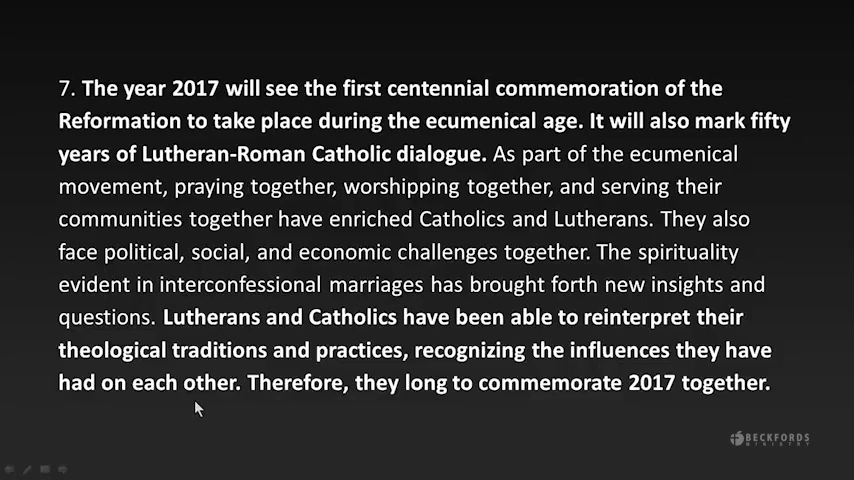 7. The year 2017 will see the first centennial commemoration of the
Reformation to take place during the ecumenical age. It will also mark fifty
years of Lutheran-Roman Catholic dialogue. As part of the ecumenical
movement, praying together, worshipping together, and serving their
communities together have enriched Catholics and Lutherans. They also
face political, social, and economic challenges together. The spirituality
evident in interconfessional marriages has brought forth new insights and
questions. Lutherans and Catholics have been able to reinterpret their
theological traditions and practices, recognizing the influences they have
had on each other. Therefore, they long to commemorate 2017 together.
BECKFORDS
MINISTRY